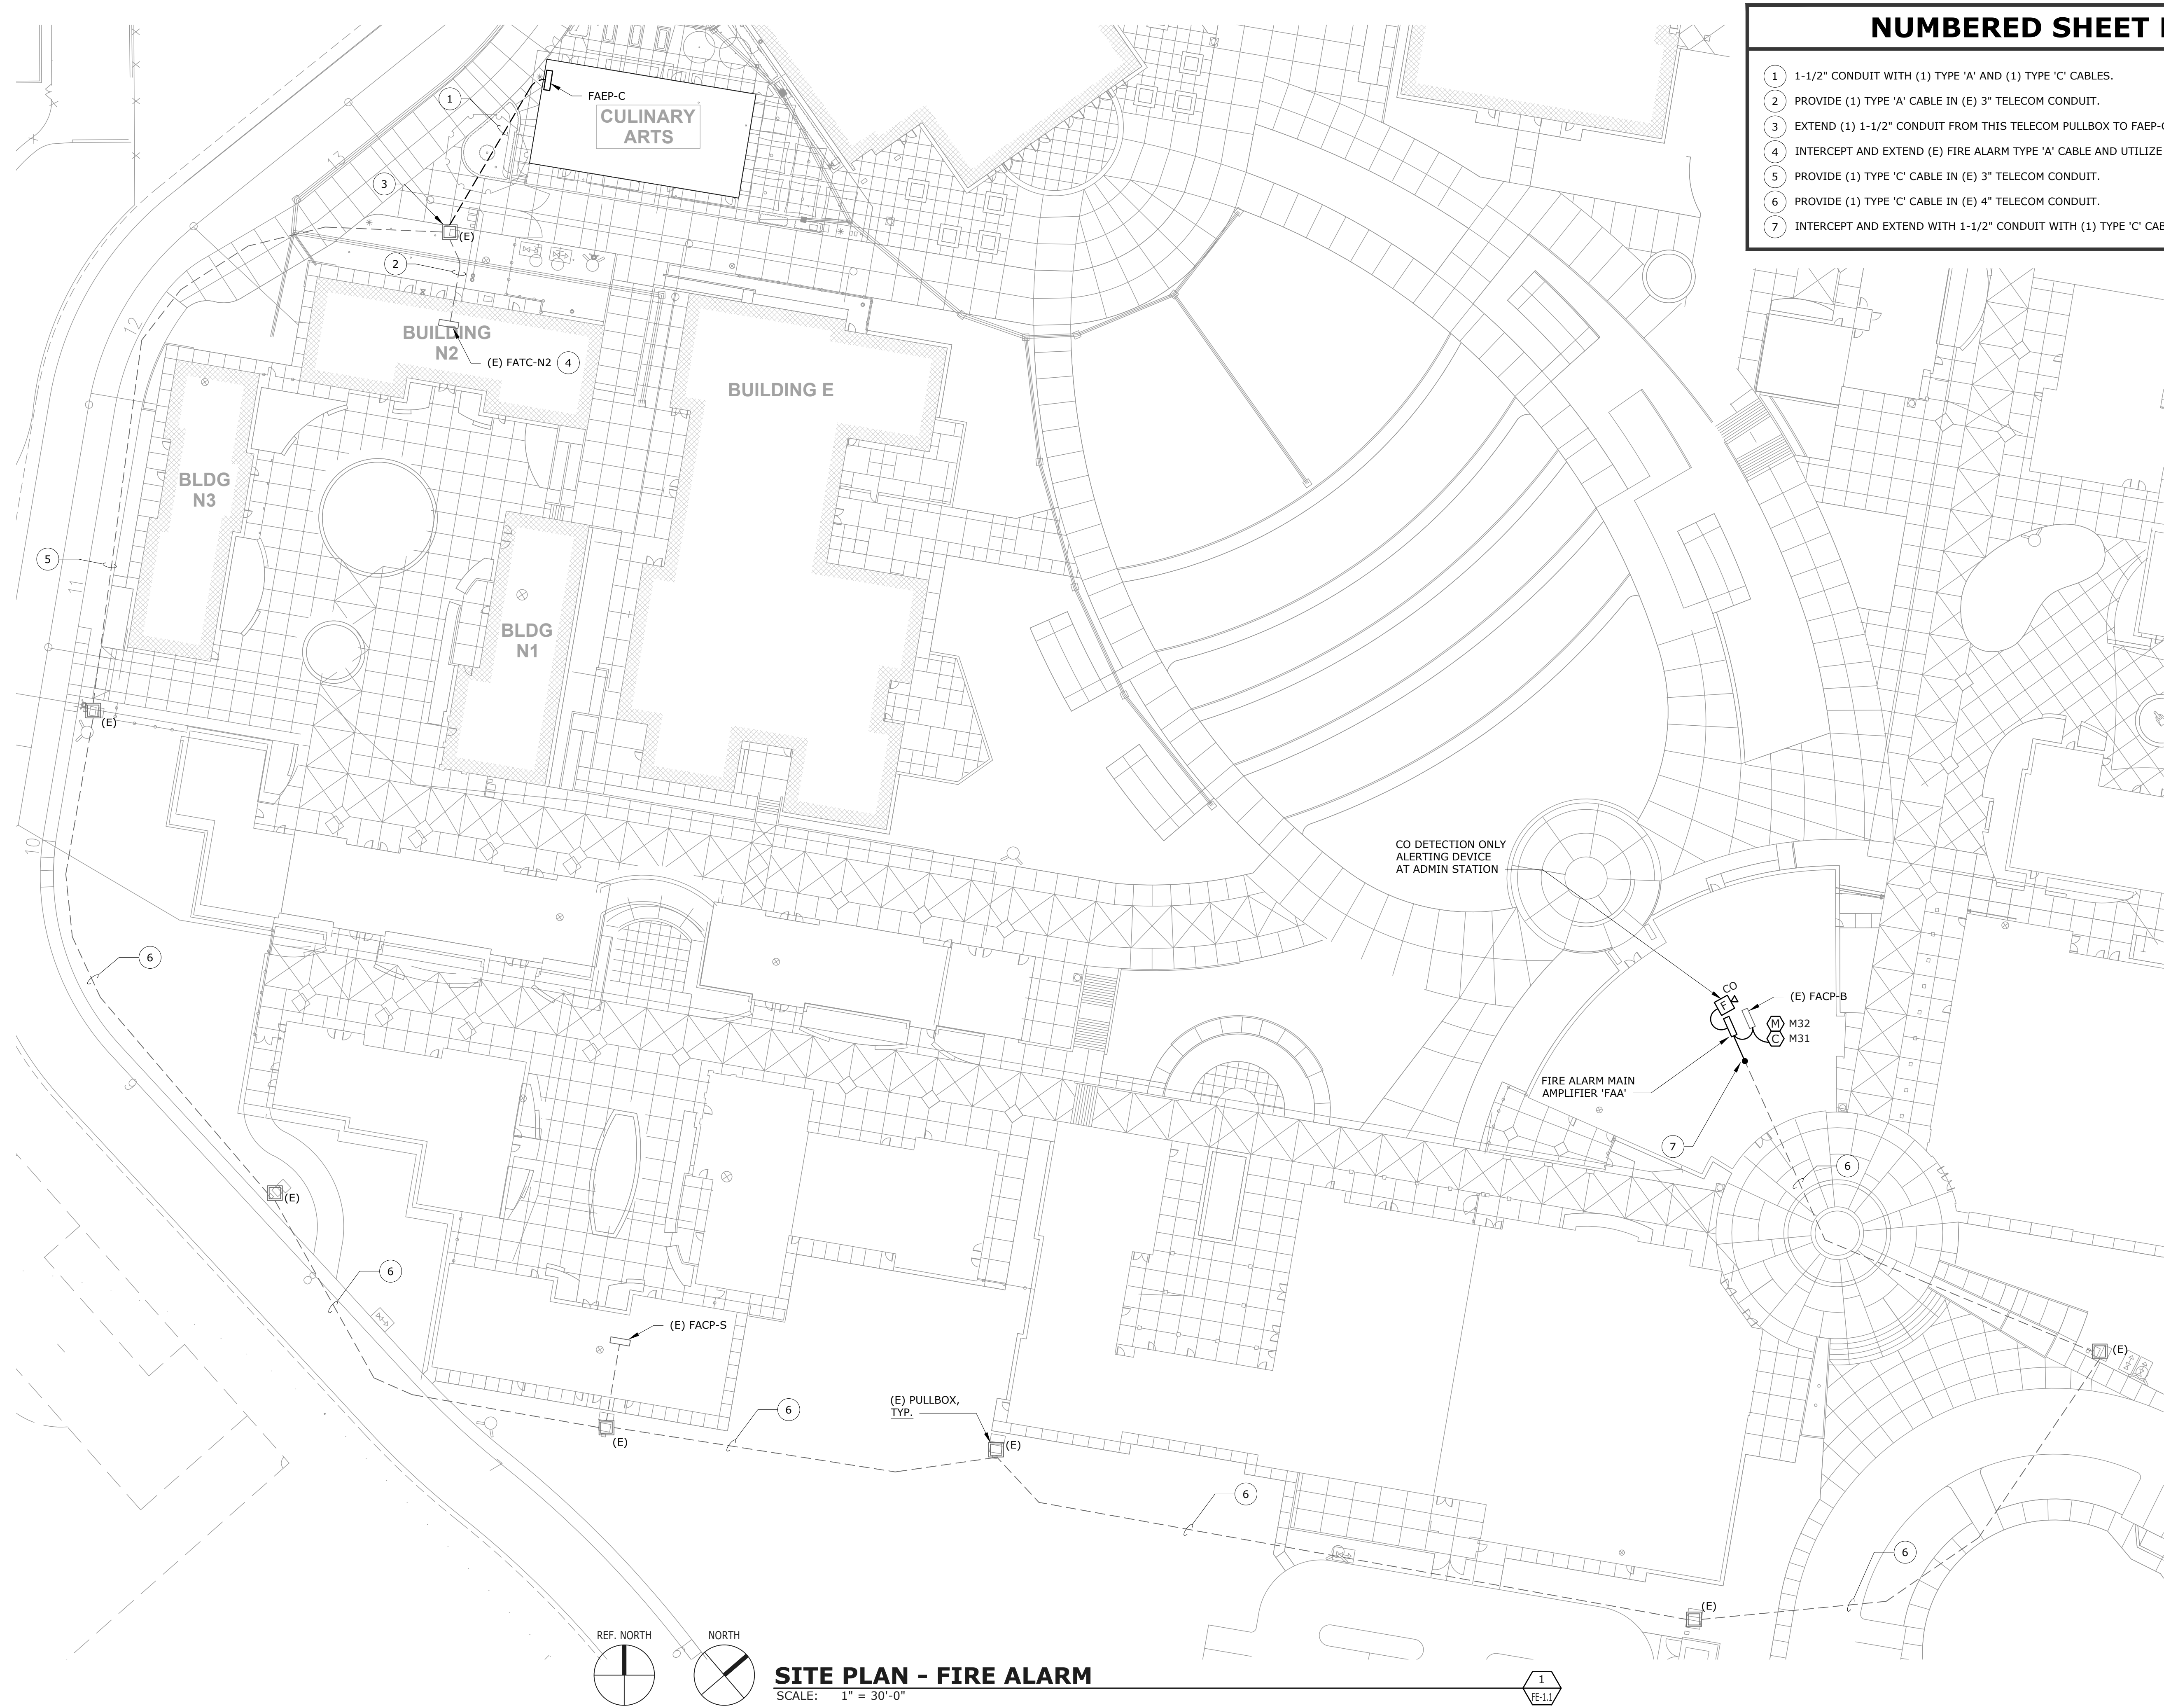 NUMBERED SHEET
1 1-1/2" CONDUIT WITH (1) TYPE 'A' AND (1) TYPE 'C' CABLES.
2 PROVIDE (1) TYPE 'A' CABLE IN (E) 3" TELECOM CONDUIT.
3 EXTEND (1) 1-1/2" CONDUIT FROM THIS TELECOM PULLBOX TO FAEP-C
4 INTERCEPT AND EXTEND (E) FIRE ALARM TYPE 'A' CABLE AND UTILIZE
5 PROVIDE (1) TYPE 'C' CABLE IN (E) 3" TELECOM CONDUIT.
6 PROVIDE (1) TYPE 'C' CABLE IN (E) 4" TELECOM CONDUIT.
7 INTERCEPT AND EXTEND WITH 1-1/2" CONDUIT WITH (1) TYPE 'C'
1
FAEP-C
CULINARY
ARTS
13
3
(E)
2
12
BUILDING
N2
(E) FATC-N2 4
BUILDING E
BLDG
N3
5
11
BLDG
N1
(E)
10
CO DETECTION ONLY
ALERTING DEVICE
AT ADMIN STATION
6
CO
F
(E) FACP-B
M M32
C M31
FIRE ALARM MAIN
AMPLIFIER 'FAA'
9
7
6
(E)
6
(E) FACP-S
(E)
(E) PULLBOX,
TYP.
6
(E)
(E)
6
6
(E)
REF. NORTH
NORTH
SITE PLAN - FIRE ALARM
SCALE: 1" = 30'-0"
1
FE-1.1